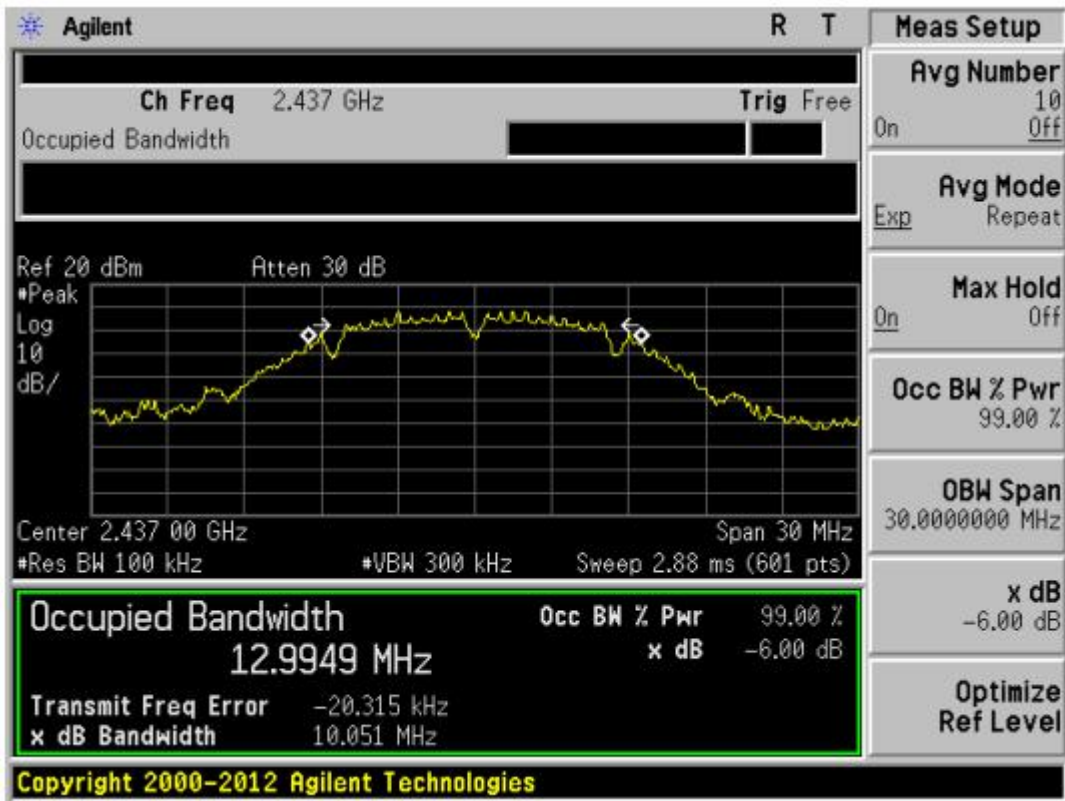 Agilent R T
Ch Freq 2.437 GHz Trig Free
Occupied Bandwidth
Ref 20 dBm Atten 30 dB
#Peak
Log
10
dB/
Center 2.437 00 GHz Span 30 MHz
#Res BW 100 kHz #VBW 300 kHz Sweep 2.88 ms (601 pts)
Occupied Bandwidth Occ BW % Pwr 99.00 %
12.9949 MHz x dB -6.00 dB
Transmit Freq Error -20.315 kHz
x dB Bandwidth 10.051 MHz
Copyright 2000-2012 Agilent Technologies
Meas Setup
Avg Number
10
On Off
Avg Mode
Exp Repeat
Max Hold
On Off
Occ BW % Pwr
99.00 %
OBW Span
30.0000000 MHz
x dB
-6.00 dB
Optimize
Ref Level